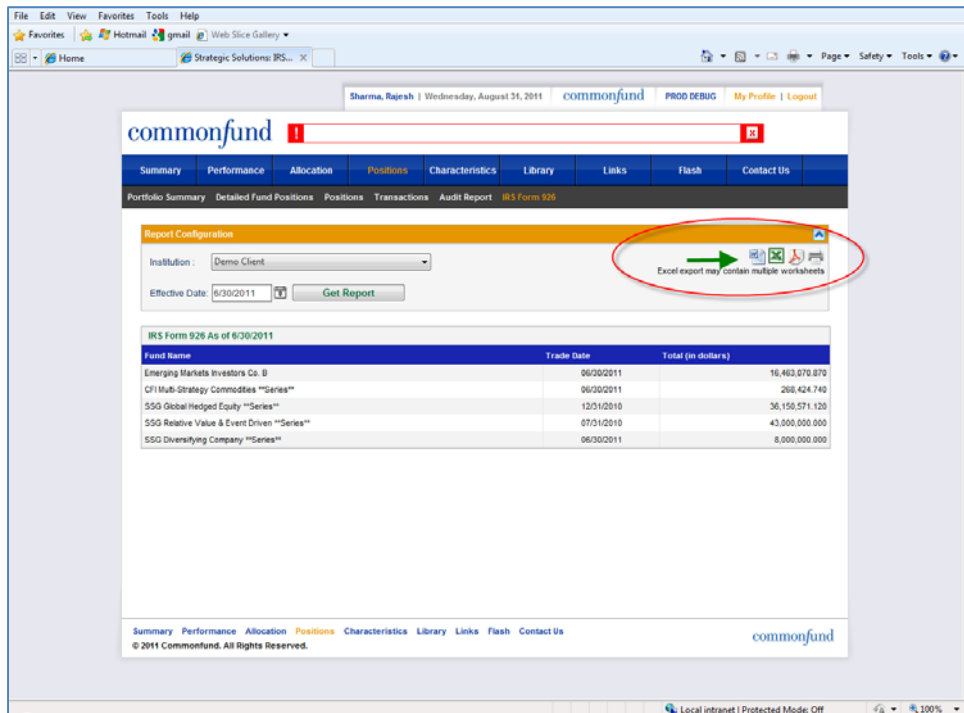 File Edit View Favorites Tools Help
Favorites Hotmail gmail Web Slice Gallery
Home Strategic Solutions: IRS... X Page Safety Tools
Sharma, Rajesh | Wednesday, August 31, 2011 commonfund PROD DEBUG My Profile | Logout
commonfund ! x
Summary Performance Allocation Positions Characteristics Library Links Flash Contact Us
Portfolio Summary Detailed Fund Positions Positions Transactions Audit Report IRS Form 926
Report Configuration
Institution : Demo Client
Excel export may contain multiple worksheets
Effective Date: 6/30/2011 Get Report
IRS Form 926 As of 6/30/2011
Fund Name Trade Date Total (in dollars)
Emerging Markets Investors Co. B 06/30/2011 16,463,070.870
CFI Multi-Strategy Commodities **Series** 06/30/2011 268,424.740
SSG Global Hedged Equity **Series** 12/31/2010 36,150,571.120
SSG Relative Value & Event Driven **Series** 07/31/2010 43,000,000.000
SSG Diversifying Company **Series** 06/30/2011 8,000,000.000
Summary Performance Allocation Positions Characteristics Library Links Flash Contact Us
commonfund
© 2011 Commonfund. All Rights Reserved.
Local intranet | Protected Mode: Off 100%